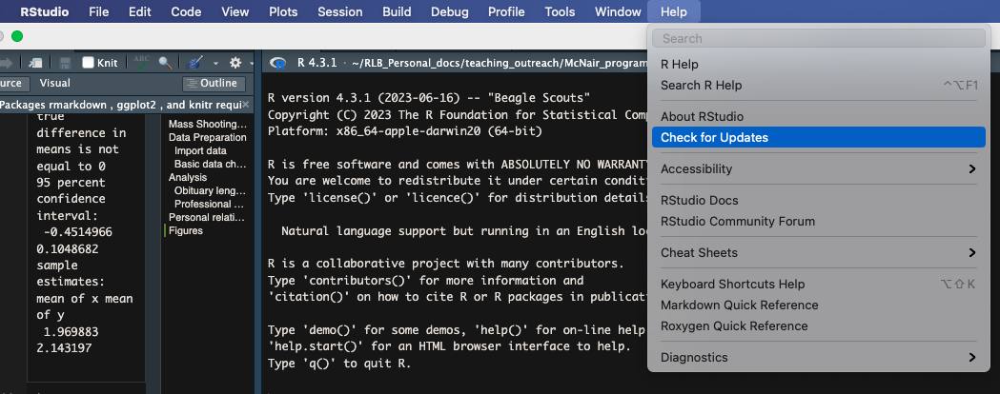 RStudio File Edit Code View Plots Session Build Debug Profile Tools Window Help
Knit ABC
R 4.3.1 · ~/RLB_Personal_docs/teaching_outreach/McNair_program
urce Visual Outline
Packages rmarkdown , ggplot2 , and knitr requi
true
difference in
means is not
equal to 0
95 percent
confidence
interval:
-0.4514966
0.1048682
sample
estimates:
mean of x mean
of y
1.969883
2.143197
Mass Shooting...
Data Preparation
Import data
Basic data ch...
Analysis
Obituary leng...
Professional ...
Personal relati...
Figures
R version 4.3.1 (2023-06-16) -- "Beagle Scouts"
Copyright (C) 2023 The R Foundation for Statistical Comp
Platform: x86_64-apple-darwin20 (64-bit)
R is free software and comes with ABSOLUTELY NO WARRANTY
You are welcome to redistribute it under certain condit
Type 'license()' or 'licence()' for distribution details
Natural language support but running in an English lo
R is a collaborative project with many contributors.
Type 'contributors()' for more information and
'citation()' on how to cite R or R packages in publicat
Type 'demo()' for some demos, 'help()' for on-line help
'help.start()' for an HTML browser interface to help.
Type 'q()' to quit R.
Search
R Help
Search R Help ⌃⌥F1
About RStudio
Check for Updates
Accessibility
RStudio Docs
RStudio Community Forum
Cheat Sheets
Keyboard Shortcuts Help ⌥⇧K
Markdown Quick Reference
Roxygen Quick Reference
Diagnostics